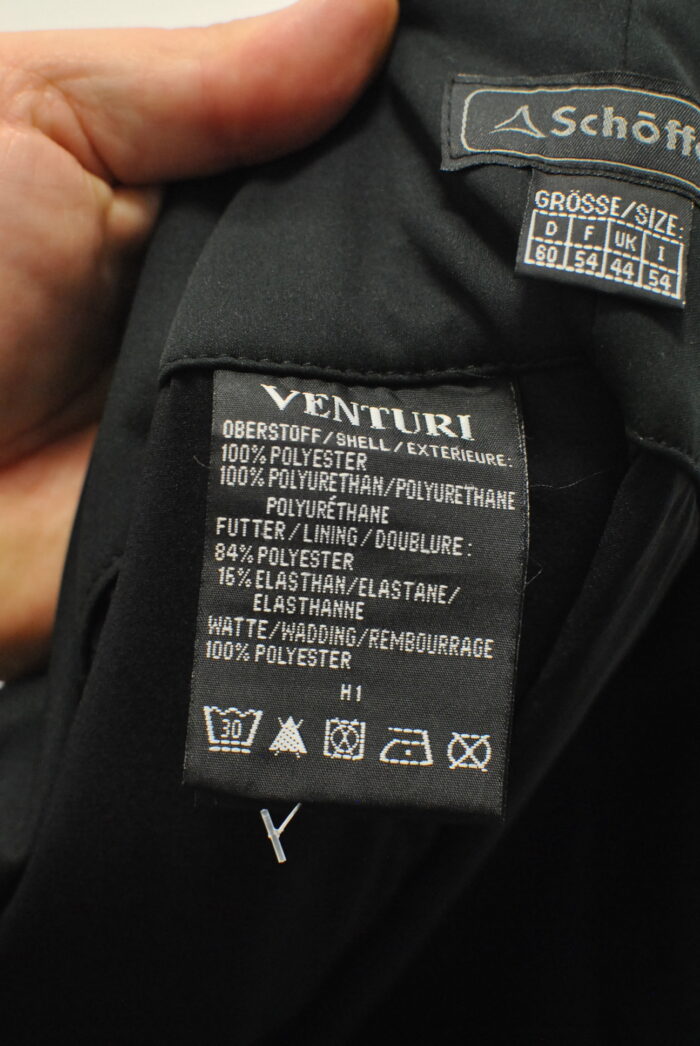 GRÖSSE/SIZE:
D F UK I
60 54 44 54
VENTURI
OBERSTOFF/SHELL/EXTERIEURE:
100% POLYESTER
100% POLYURETHAN/POLYURETHANE
POLYURÉTHANE
FUTTER/LINING/DOUBLURE:
84% POLYESTER
16% ELASTHAN/ELASTANE/
ELASTHANNE
WATTE/WADDING/REMBOURRAGE
100% POLYESTER
H1
30